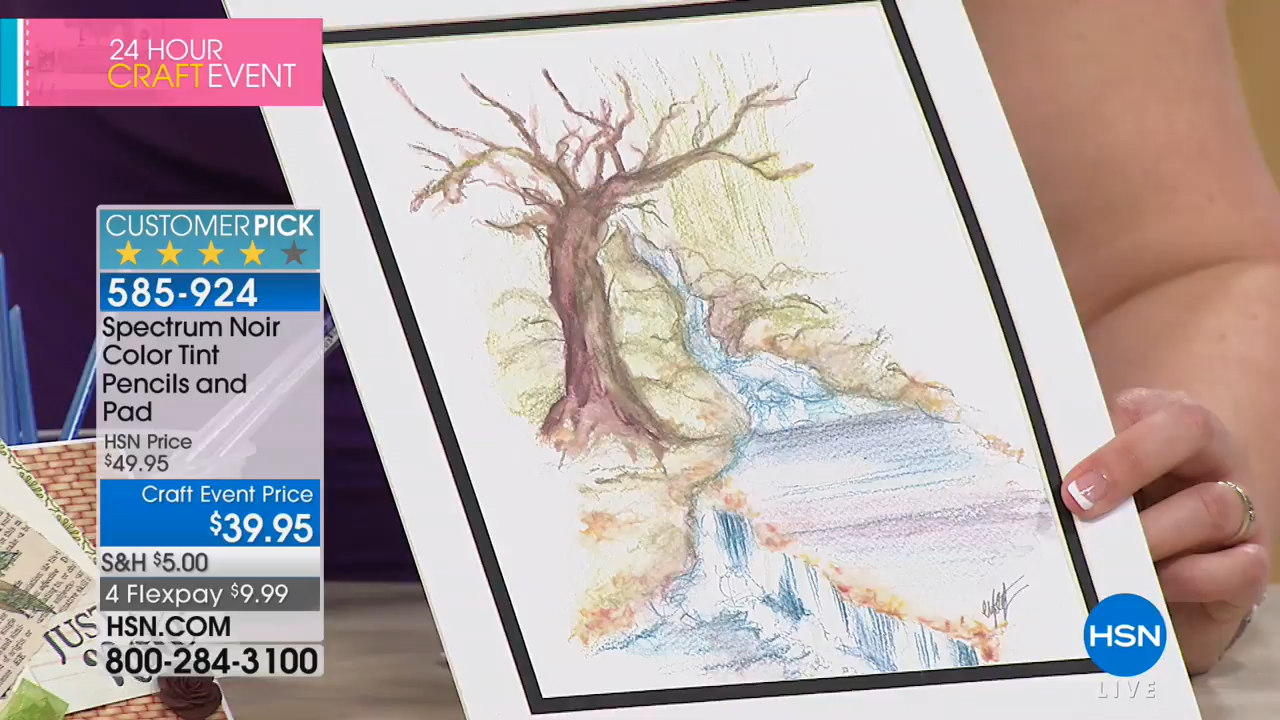 24 HOUR
CRAFT EVENT
CUSTOMER PICK
585-924
Spectrum Noir
Color Tint
Pencils and
Pad
HSN Price
$49.95
Craft Event Price
$39.95
S&H $5.00
4 Flexpay $9.99
HSN.COM
800-284-3100
JUS
HSN
LIVE